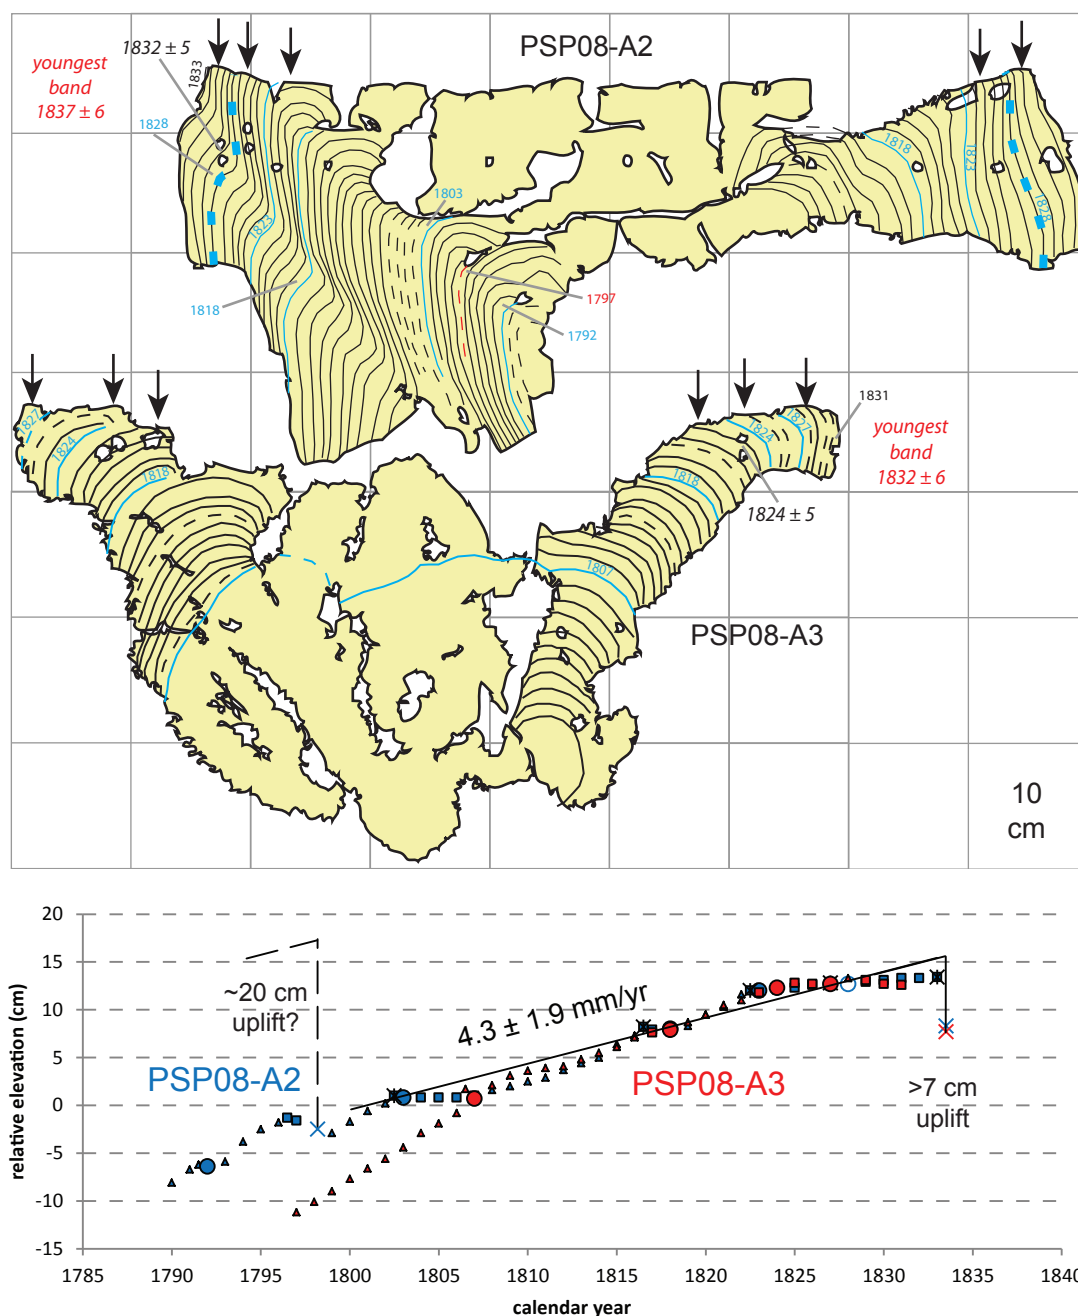 PSP08-A2
youngest
band
1837 ± 6
1832 ± 5
1833
1828
1823
1818
1803
1797
1792
1818
1823
1828
1827
1824
1818
1807
1818
1824
1827
1831
youngest
band
1832 ± 6
1824 ± 5
PSP08-A3
10
cm
20
15
10
5
0
-5
-10
-15
relative elevation (cm)
~20 cm
uplift?
4.3 ± 1.9 mm/yr
PSP08-A2
PSP08-A3
>7 cm
uplift
1785 1790 1795 1800 1805 1810 1815 1820 1825 1830 1835 1840
calendar year